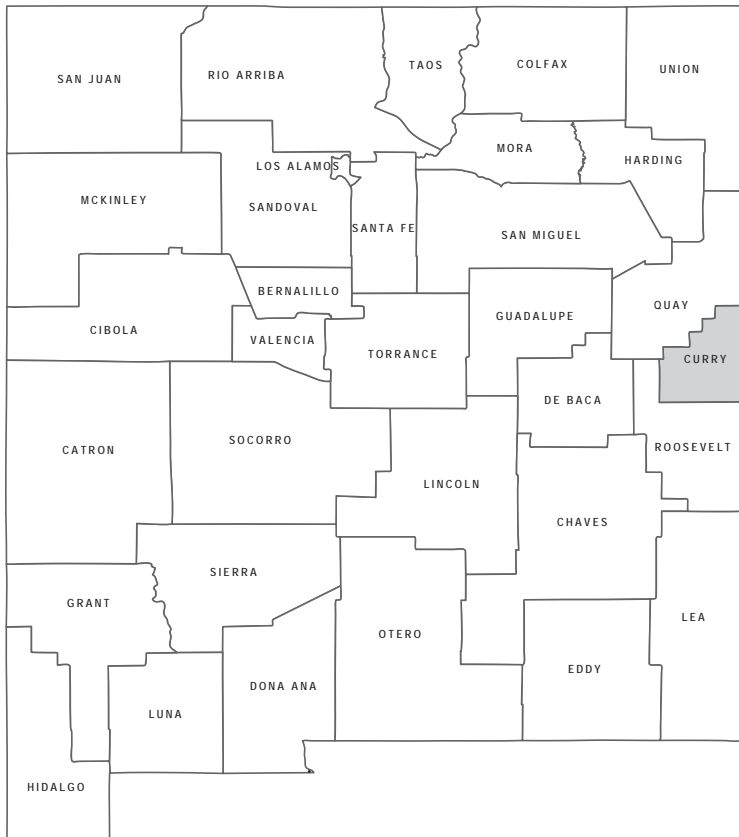 SAN JUAN
RIO ARRIBA
TAOS
COLFAX
UNION
MORA
HARDING
LOS ALAMOS
MCKINLEY
SANDOVAL
SANTA FE
SAN MIGUEL
BERNALILLO
QUAY
CIBOLA
VALENCIA
GUADALUPE
TORRANCE
CURRY
DE BACA
CATRON
SOCORRO
ROOSEVELT
LINCOLN
CHAVES
SIERRA
GRANT
LEA
OTERO
EDDY
DONA ANA
LUNA
HIDALGO